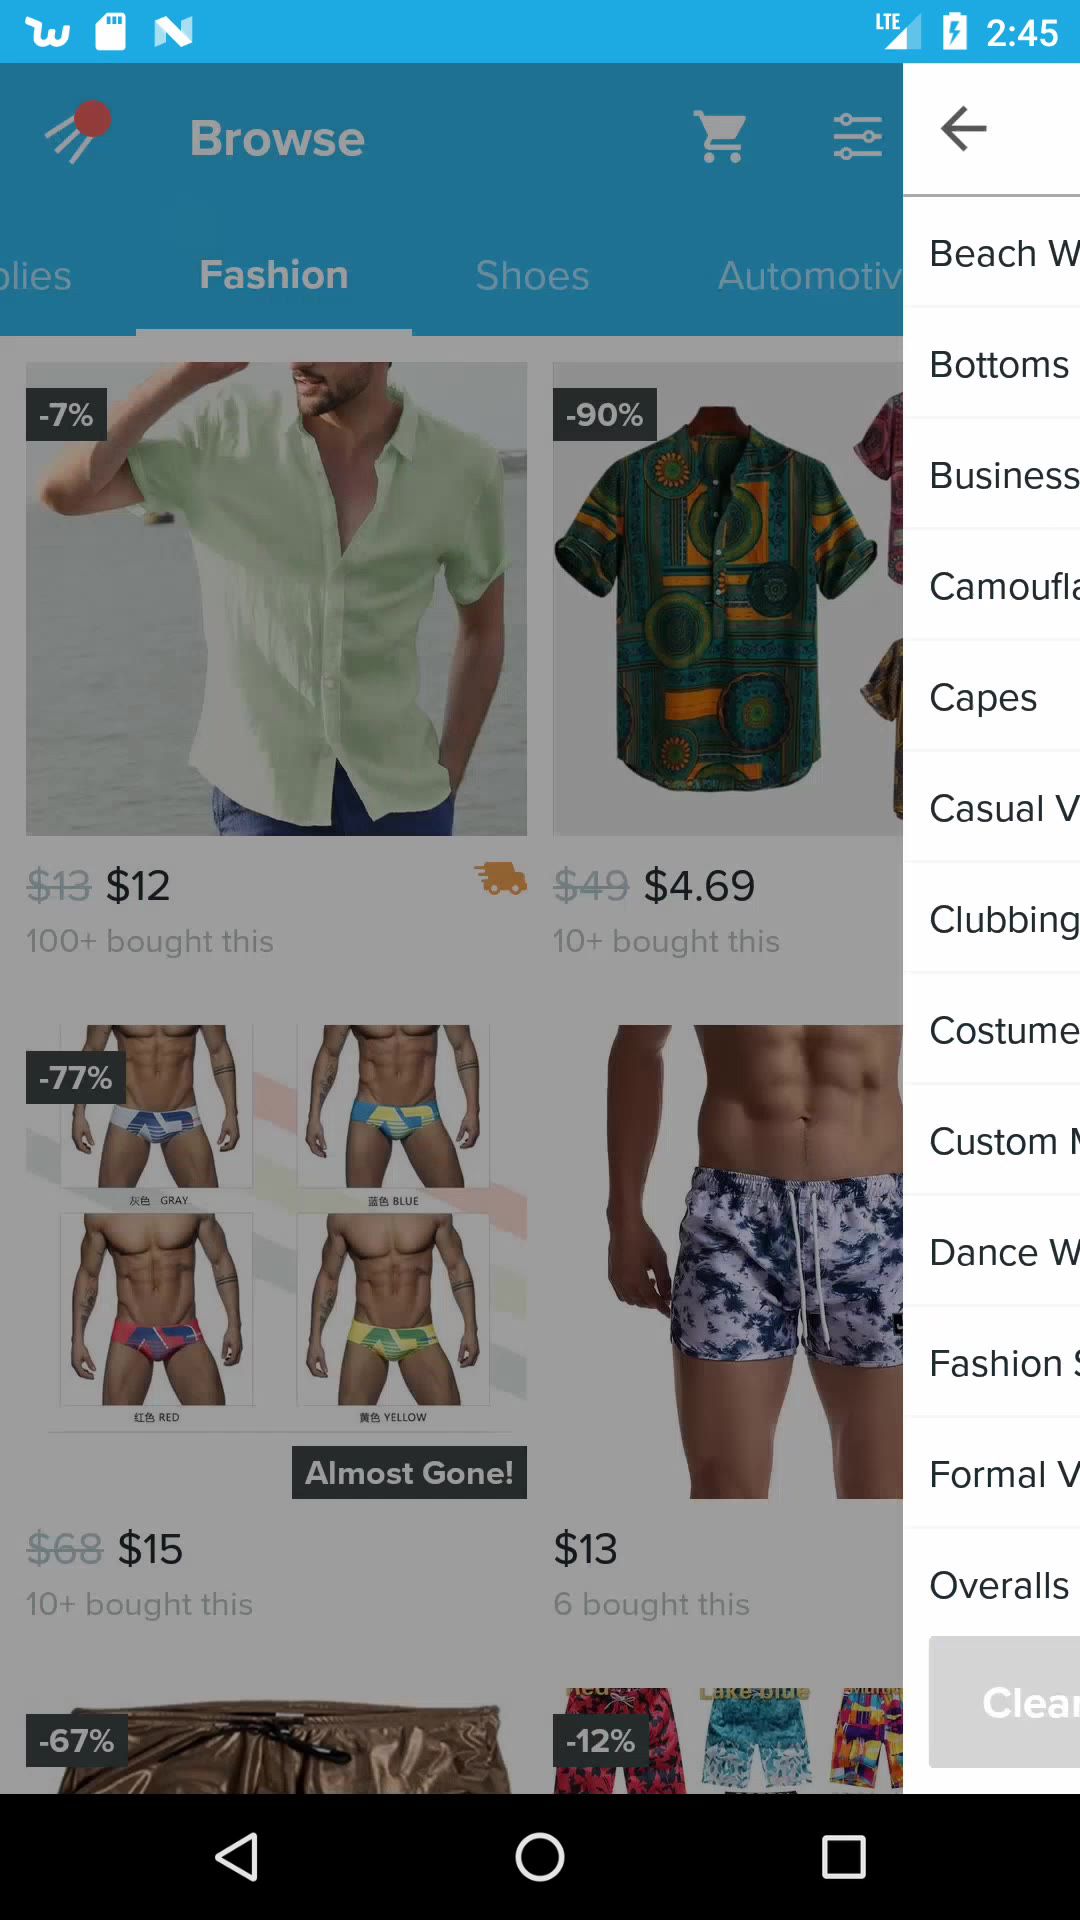 LTE 2:45
Browse
plies Fashion Shoes Automotiv
-7%
-90%
$13 $12
100+ bought this
$49 $4.69
10+ bought this
-77%
灰色 GRAY
蓝色 BLUE
红色 RED
黄色 YELLOW
Almost Gone!
$68 $15
10+ bought this
$13
6 bought this
-67%
-12%
Red
Lake blue
Beach W
Bottoms
Business
Camoufla
Capes
Casual
Clubbing
Costume
Custom
Dance W
Fashion S
Formal
Overalls
Clear